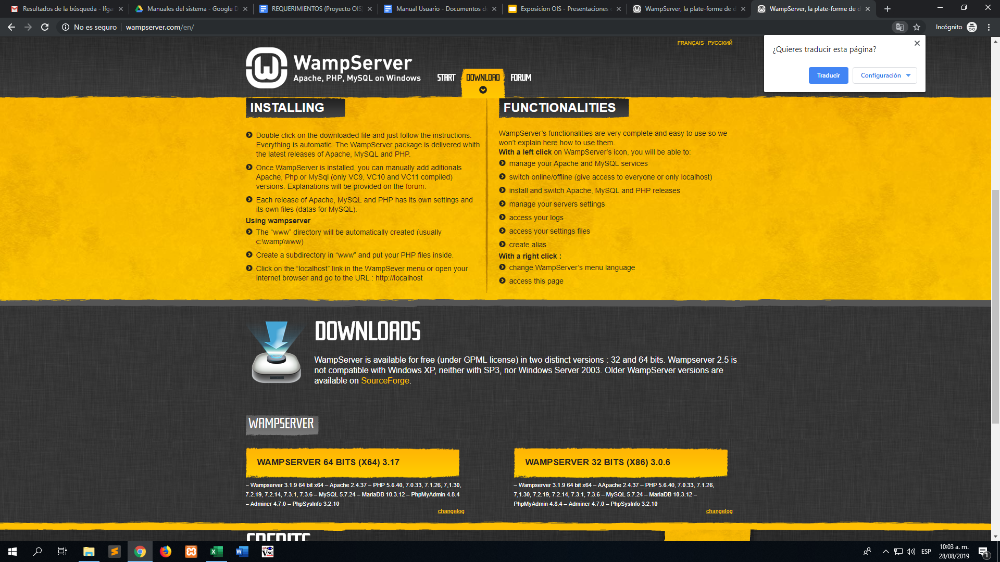 Resultados de la búsqueda - lfga
Manuales del sistema - Google D
REQUERIMIENTOS (Proyecto OIS)
Manual Usuario - Documentos de
Exposicion OIS - Presentaciones
WampServer, la plate-forme de d
WampServer, la plate-forme de d
No es seguro
wampserver.com/en/
Incógnito
¿Quieres traducir esta página?
Traducir
Configuración
FRANÇAIS РУССКИЙ
W
WampServer
Apache, PHP, MySQL on Windows
START
DOWNLOAD
FORUM
INSTALLING
Double click on the downloaded file and just follow the instructions.
Everything is automatic. The WampServer package is delivered whith
the latest releases of Apache, MySQL and PHP.
Once WampServer is installed, you can manually add aditionals
Apache, Php or MySql (only VC9, VC10 and VC11 compiled)
versions. Explanations will be provided on the forum.
Each release of Apache, MySQL and PHP has its own settings and
its own files (datas for MySQL).
Using wampserver
The “www” directory will be automatically created (usually
c:\wamp\www)
Create a subdirectory in “www” and put your PHP files inside.
Click on the “localhost” link in the WampSever menu or open your
internet browser and go to the URL : http://localhost
FUNCTIONALITIES
WampServer’s functionalities are very complete and easy to use so we
won’t explain here how to use them.
With a left click on WampServer’s icon, you will be able to:
manage your Apache and MySQL services
switch online/offline (give access to everyone or only localhost)
install and switch Apache, MySQL and PHP releases
manage your servers settings
access your logs
access your settings files
create alias
With a right click :
change WampServer’s menu language
access this page
DOWNLOADS
WampServer is available for free (under GPML license) in two distinct versions : 32 and 64 bits. Wampserver 2.5 is
not compatible with Windows XP, neither with SP3, nor Windows Server 2003. Older WampServer versions are
available on SourceForge.
WAMPSERVER
WAMPSERVER 64 BITS (X64) 3.17
– Wampserver 3.1.9 64 bit x64 – Apache 2.4.37 – PHP 5.6.40, 7.0.33, 7.1.26, 7,1.30,
7.2.19, 7.2.14, 7.3.1, 7.3.6 – MySQL 5.7.24 – MariaDB 10.3.12 – PhpMyAdmin 4.8.4
– Adminer 4.7.0 – PhpSysInfo 3.2.10
changelog
WAMPSERVER 32 BITS (X86) 3.0.6
– Wampserver 3.1.9 64 bit x64 – AApache 2.4.37 – PHP 5.6.40, 7.0.33, 7.1.26,
7,1.30, 7.2.19, 7.2.14, 7.3.1, 7.3.6 – MySQL 5.7.24 – MariaDB 10.3.12 –
PhpMyAdmin 4.8.4 – Adminer 4.7.0 – PhpSysInfo 3.2.10
changelog
CREDITS
ESP
10:03 a. m.
28/08/2019
1